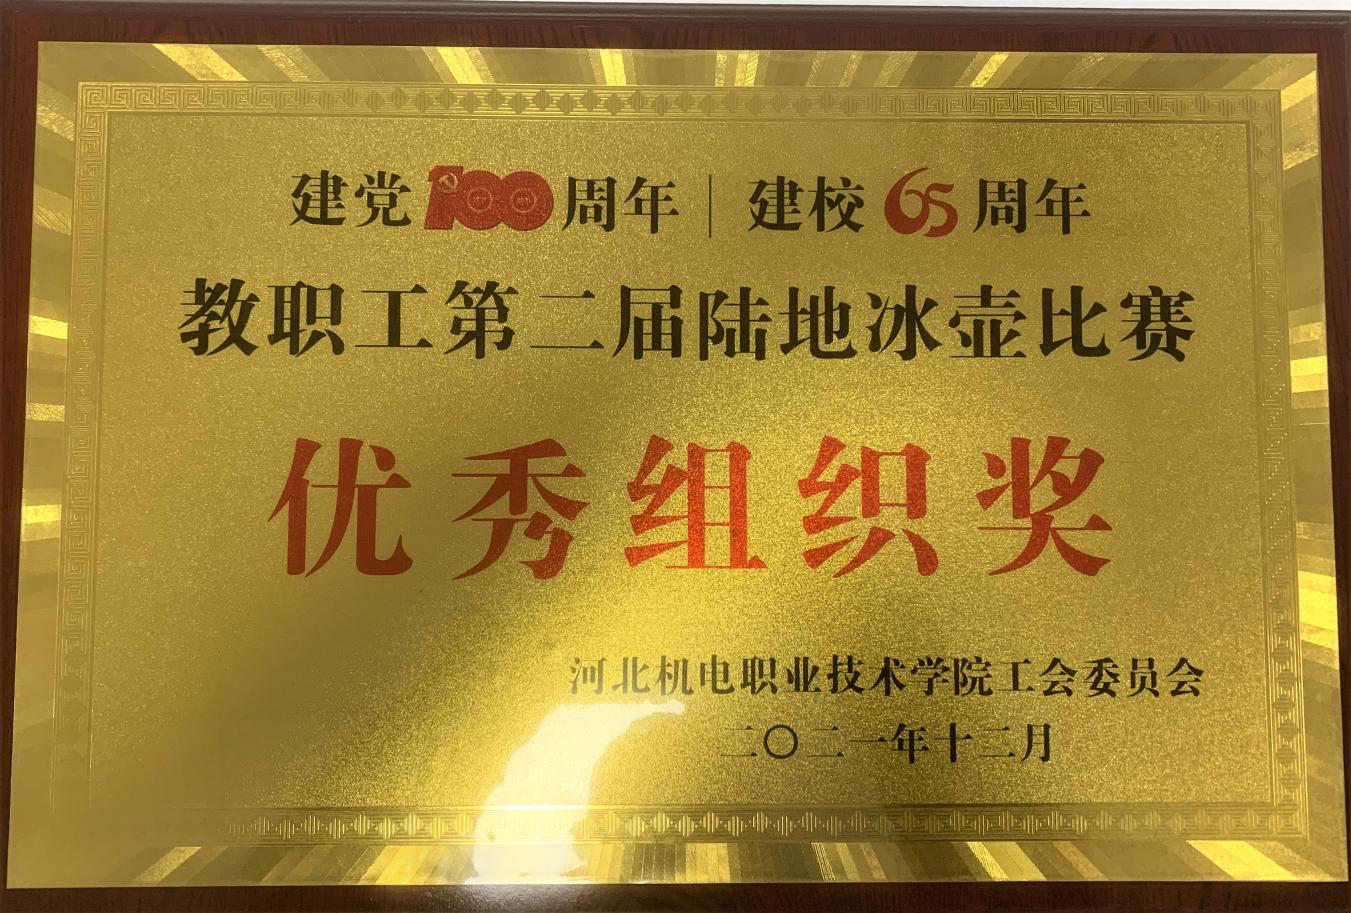 建党100周年｜建校65周年
教职工第二届陆地冰壶比赛
优秀组织奖
河北机电职业技术学院工会委员会
二〇二一年十二月